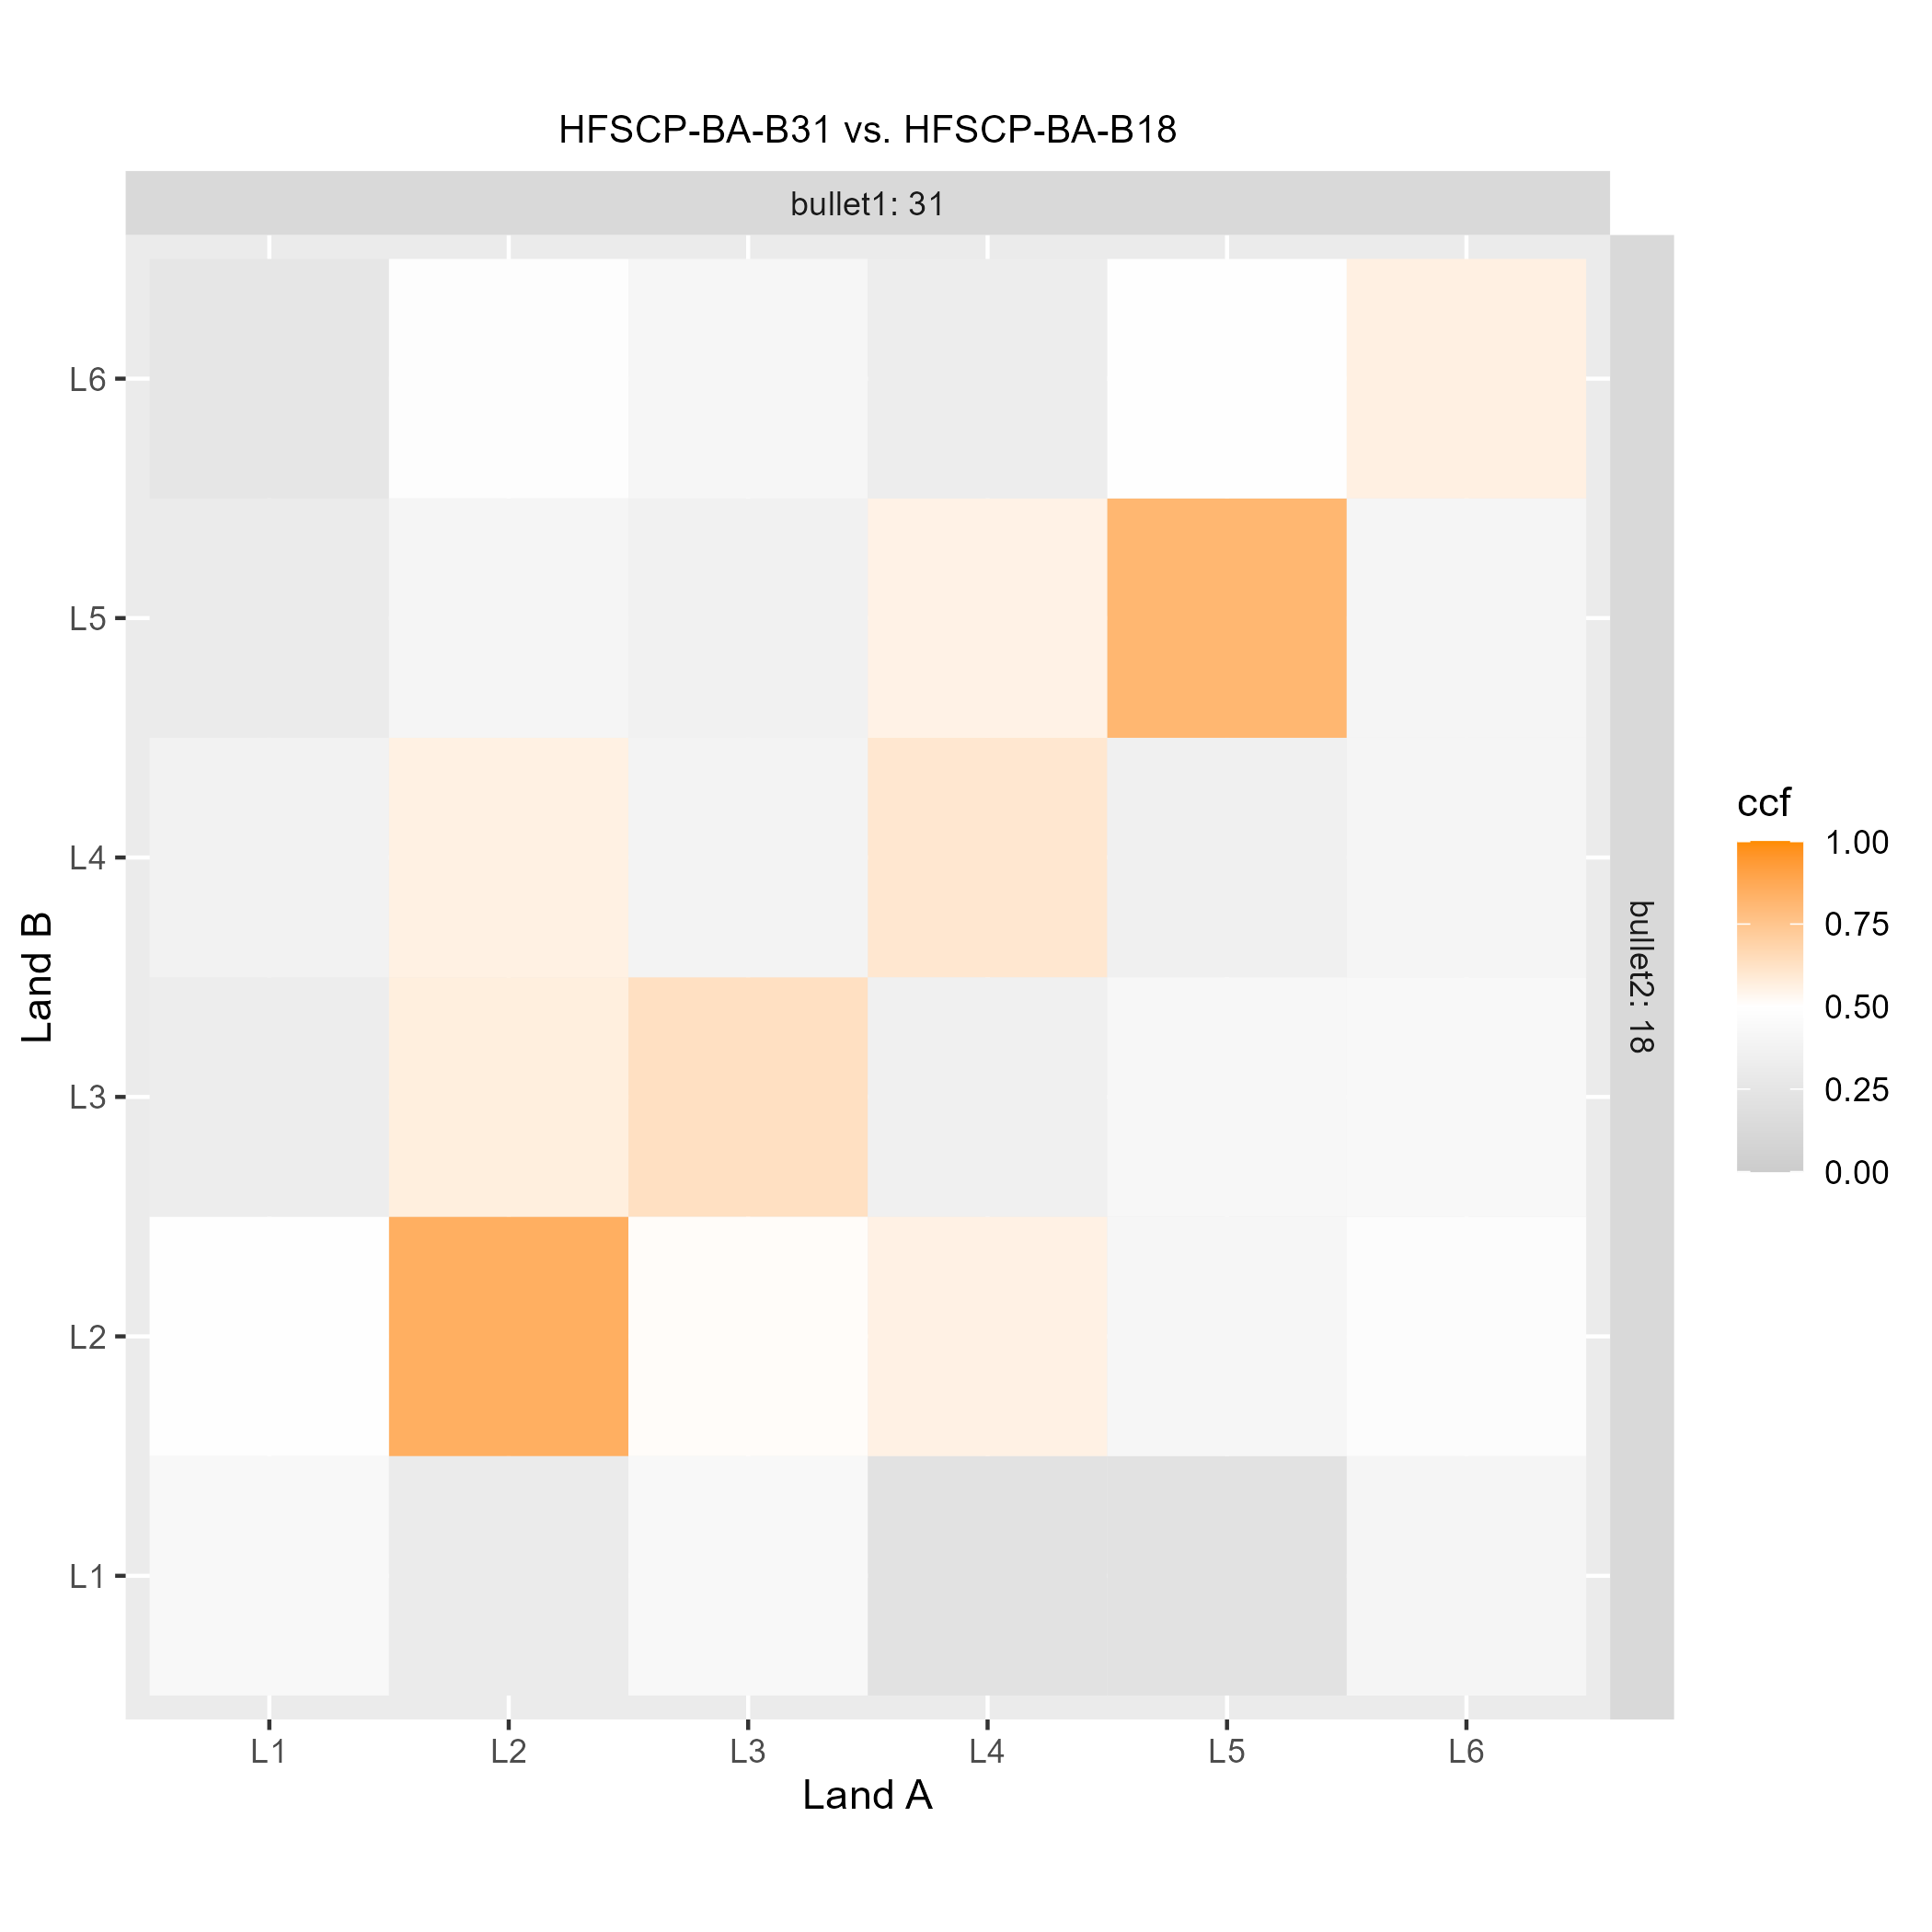 HFSCP-BA-B31 vs. HFSCP-BA-B18
bullet1: 31
L6
L5
L4
L3
L2
L1
Land B
bullet2: 18
L1 L2 L3 L4 L5 L6
Land A
ccf
1.00
0.75
0.50
0.25
0.00